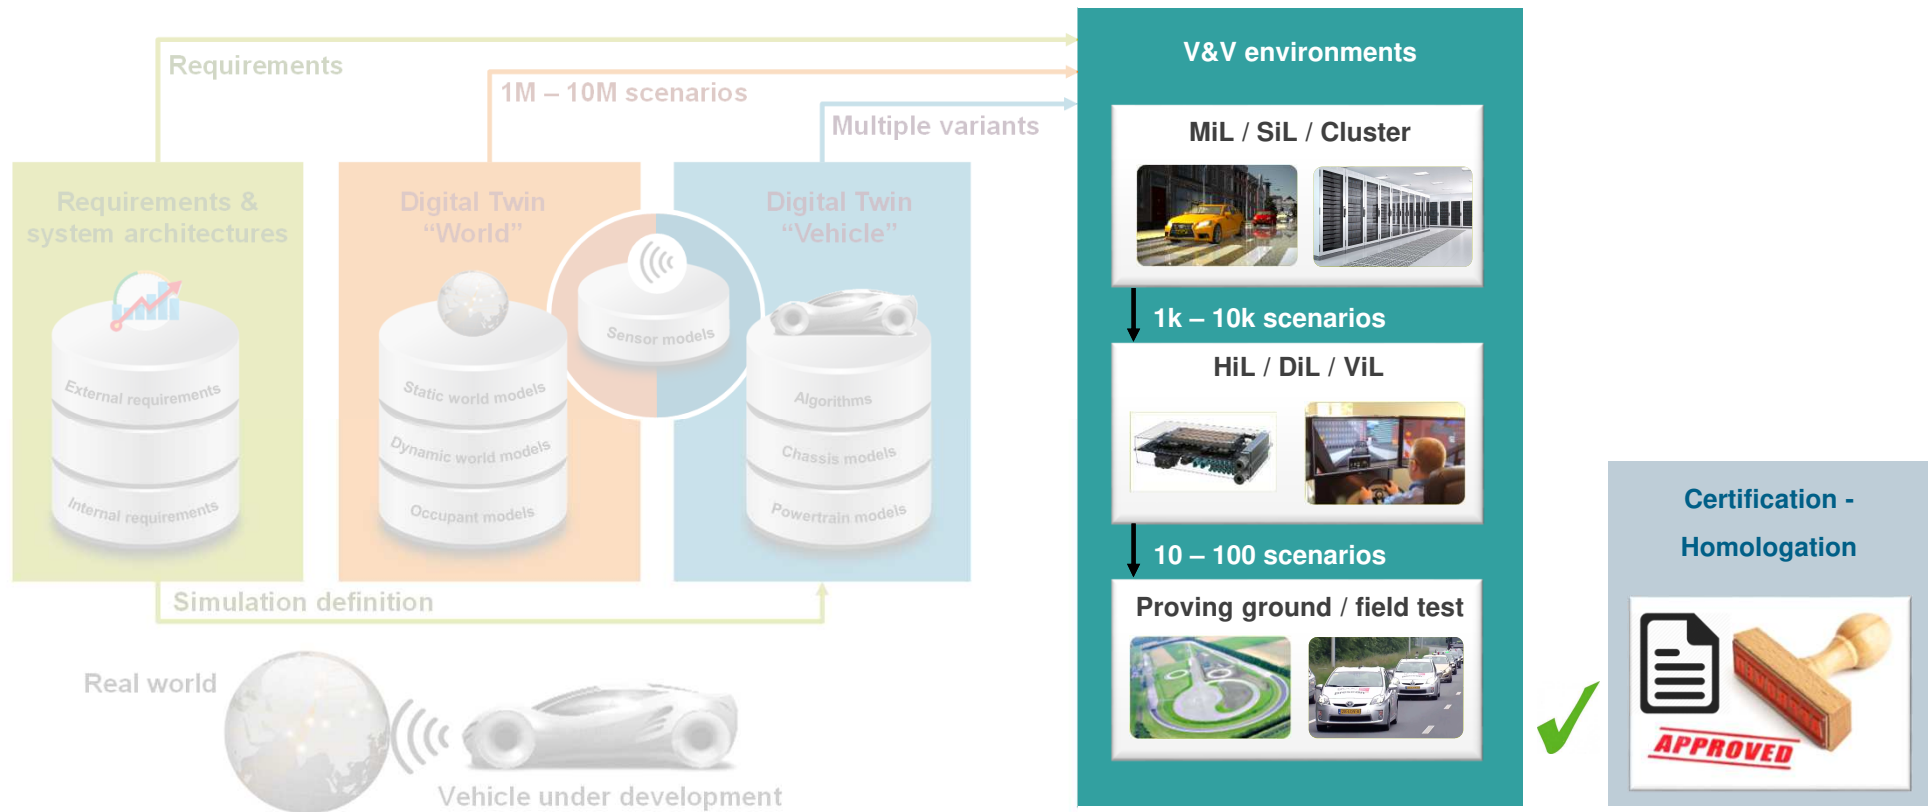 Requirements
1M – 10M scenarios
Multiple variants
Requirements &
system architectures
External requirements
Internal requirements
Digital Twin
“World”
Static world models
Dynamic world models
Occupant models
Sensor models
Digital Twin
“Vehicle”
Algorithms
Chassis models
Powertrain models
Simulation definition
Real world
Vehicle under development
V&V environments
MiL / SiL / Cluster
1k – 10k scenarios
HiL / DiL / ViL
10 – 100 scenarios
Proving ground / field test
Certification -
Homologation
APPROVED